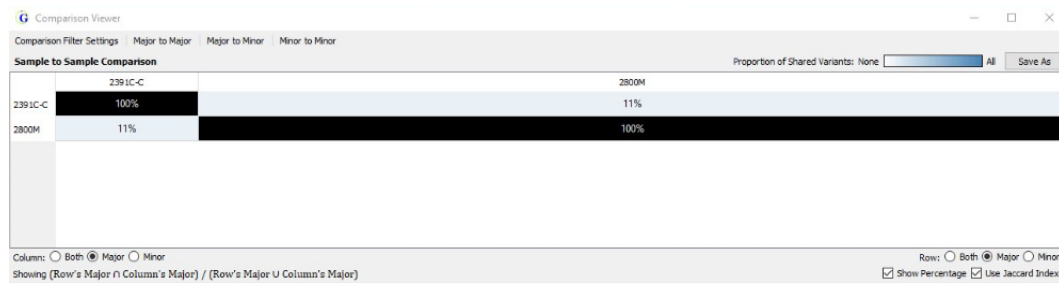 G Comparison Viewer
Comparison Filter Settings Major to Major Major to Minor Minor to Minor
Sample to Sample Comparison Proportion of Shared Variants: None All Save As
2391C-C 2800M
2391C-C 100% 11%
2800M 11% 100%
Column: Both Major Minor Row: Both Major Minor
Showing (Row's Major ∩ Column's Major) / (Row's Major ∪ Column's Major) Show Percentage Use Jaccard Index